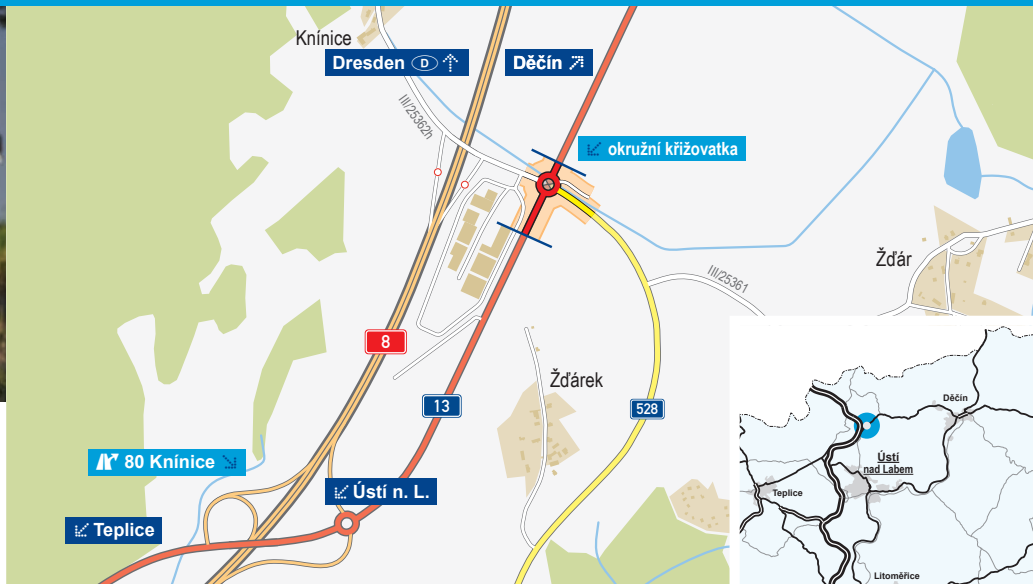 Knínice
Dresden D
Děčín
III/25362h
okružní křižovatka
Žďár
III/25361
8
Žďárek
13
528
Děčín
80 Knínice
Ústí
nad Labem
Ústí n. L.
Teplice
Teplice
Litoměřice